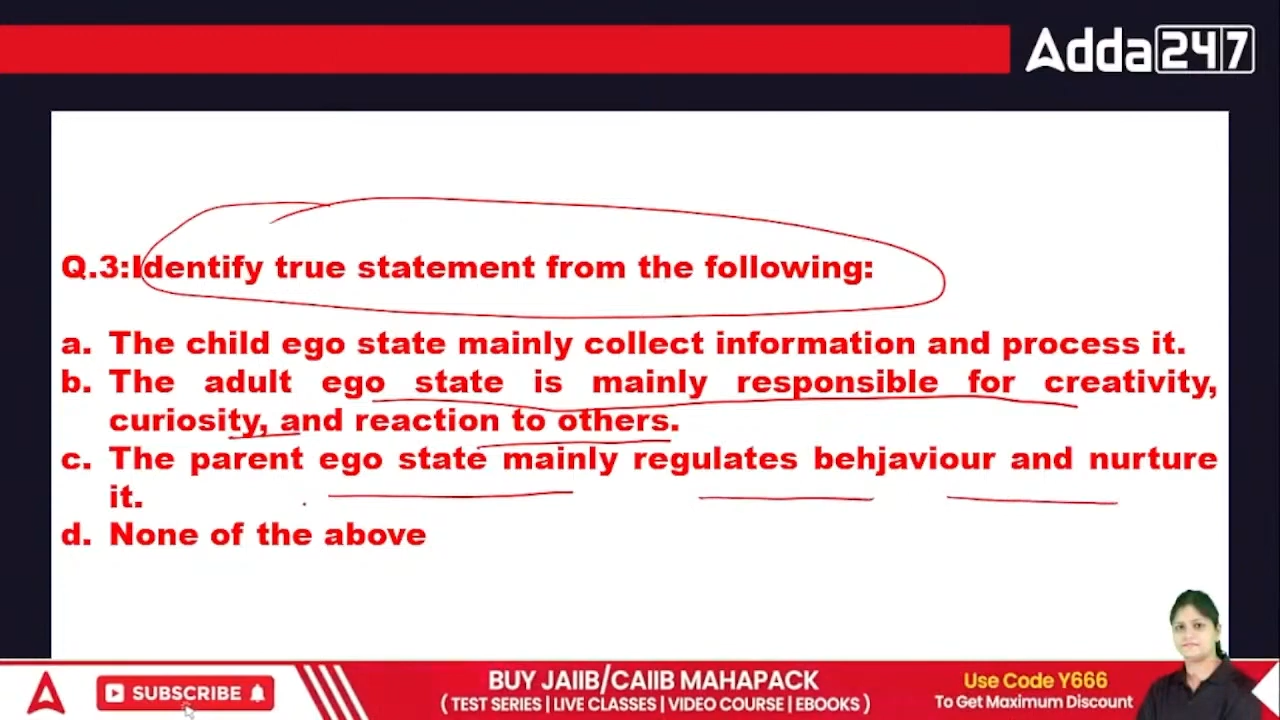 Adda247
Q.3:Identify true statement from the following:
a. The child ego state mainly collect information and process it.
b. The adult ego state is mainly responsible for creativity,
curiosity, and reaction to others.
c. The parent ego state mainly regulates behjaviour and nurture
it.
d. None of the above
SUBSCRIBE
BUY JAIIB/CAIIB MAHAPACK
( TEST SERIES | LIVE CLASSES | VIDEO COURSE | EBOOKS )
Use Code Y666
To Get Maximum Discount